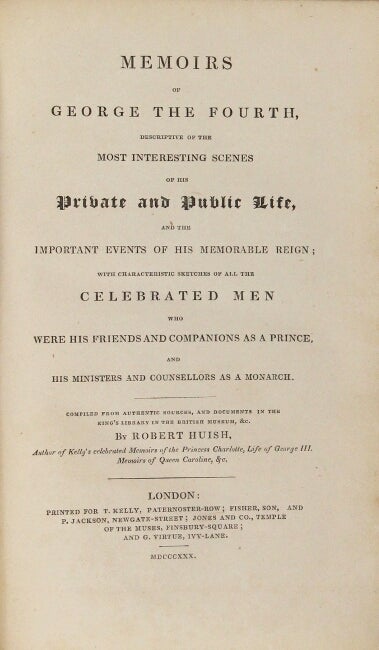 MEMOIRS
OF
GEORGE THE FOURTH,
DESCRIPTIVE OF THE
MOST INTERESTING SCENES
OF HIS
Private and Public Life,
AND THE
IMPORTANT EVENTS OF HIS MEMORABLE REIGN;
WITH CHARACTERISTIC SKETCHES OF ALL THE
CELEBRATED MEN
WHO
WERE HIS FRIENDS AND COMPANIONS AS A PRINCE,
AND
HIS MINISTERS AND COUNSELLORS AS A MONARCH.
COMPILED FROM AUTHENTIC SOURCES, AND DOCUMENTS IN THE
KING'S LIBRARY IN THE BRITISH MUSEUM, &c.
BY ROBERT HUISH,
Author of Kelly's celebrated Memoirs of the Princess Charlotte, Life of George III.
Memoirs of Queen Caroline, &c.
LONDON:
PRINTED FOR T. KELLY, PATERNOSTER-ROW; FISHER, SON, AND
P. JACKSON, NEWGATE-STREET; JONES AND CO., TEMPLE
OF THE MUSES, FINSBURY-SQUARE;
AND G. VIRTUE, IVY-LANE.
MDCCCXXX.